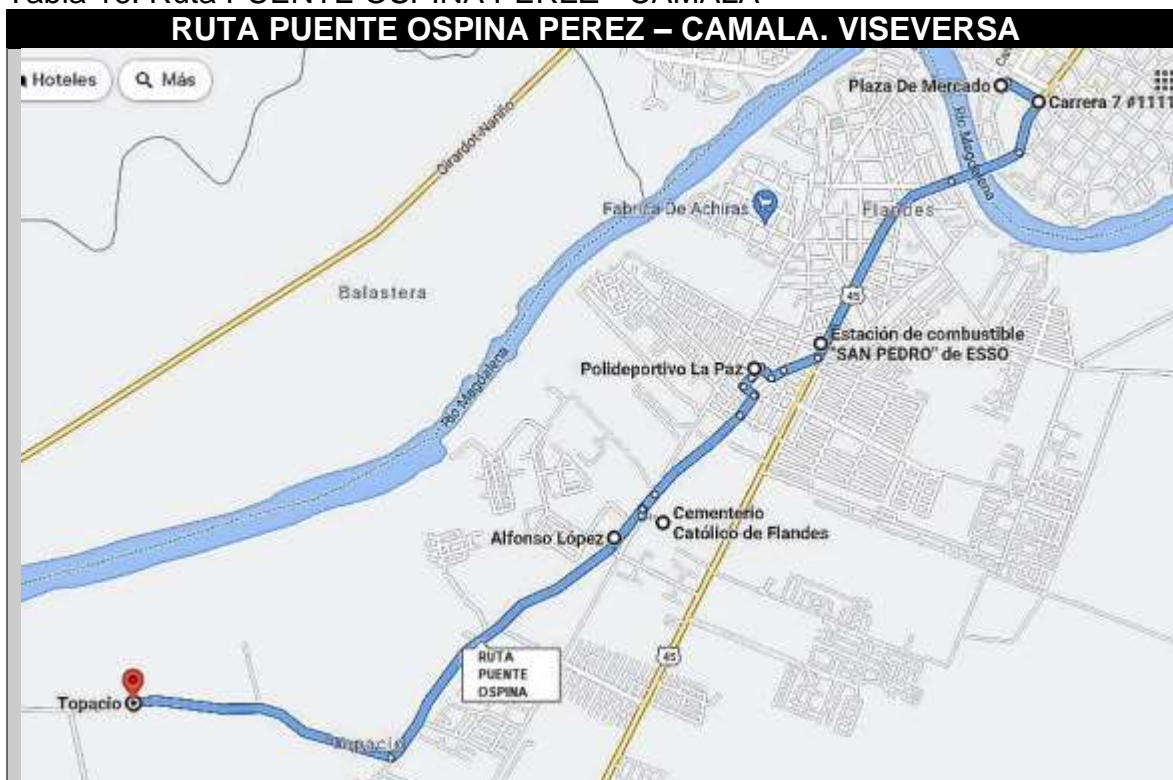 RUTA PUENTE OSPINA PEREZ – CAMALA. VISEVERSA
Hoteles
Más
Plaza De Mercado
Carrera 7 #1111
Girardot-Nariño
Río Magdalena
Fabrica De Achiras
Flandes
Balastera
45
Estación de combustible
"SAN PEDRO" de ESSO
Polideportivo La Paz
Río Magdalena
Cementerio
Católico de Flandes
Alfonso López
45
RUTA
PUENTE
OSPINA
Topacio
Topacio